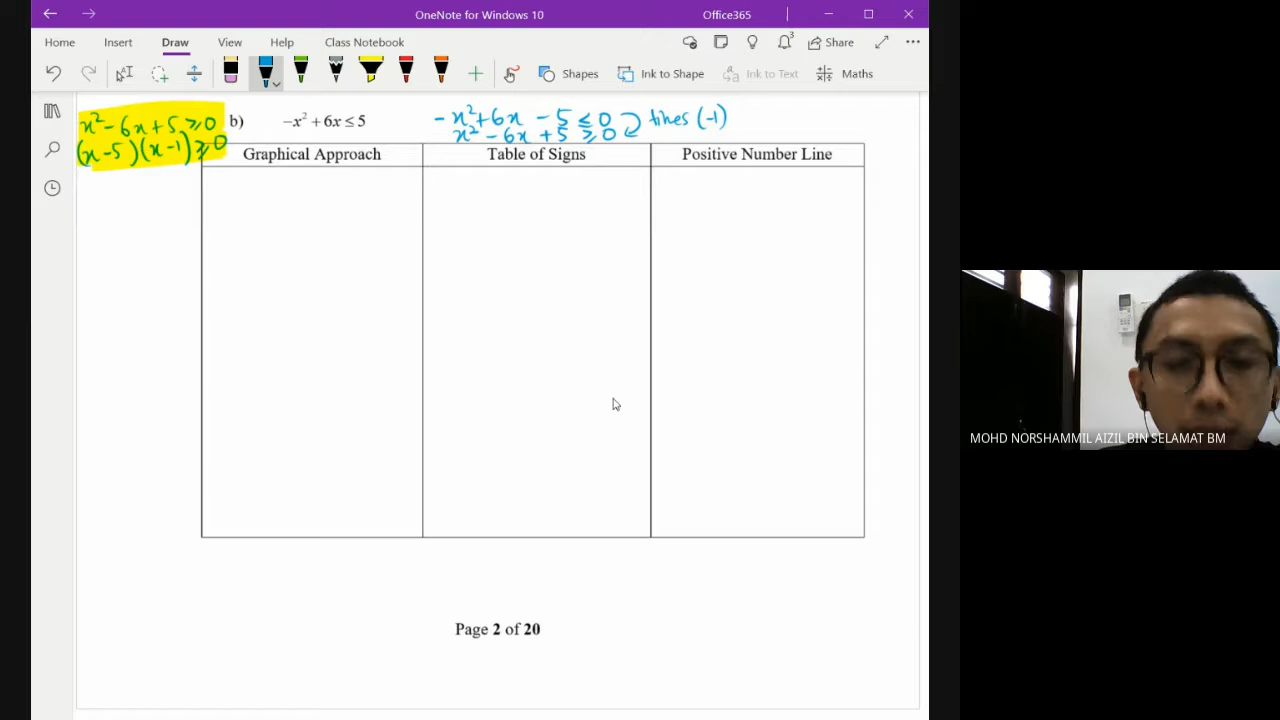 OneNote for Windows 10
Office365
Home Insert Draw View Help Class Notebook
3
Share
Shapes
Ink to Shape
Ink to Text
Maths
x² - 6x + 5 ≥ 0
(x - 5)(x - 1) ≥ 0
b) −x² + 6x ≤ 5
- x² + 6x - 5 ≤ 0 times (-1)
x² - 6x + 5 ≥ 0
Graphical Approach Table of Signs Positive Number Line
Page 2 of 20
MOHD NORSHAMMIL AIZIL BIN SELAMAT BM